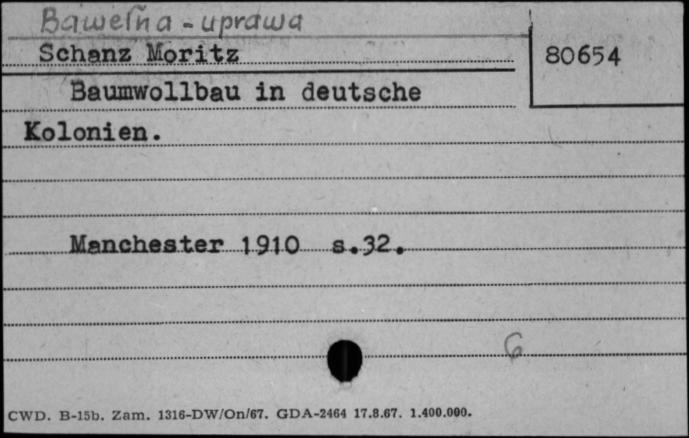 Bawełna - uprawa
Schanz Moritz
80654
Baumwollbau in deutsche
Kolonien.
Manchester 1910 s.32.
6
CWD. B-15b. Zam. 1316-DW/On/67. GDA-2464 17.8.67. 1.400.000.